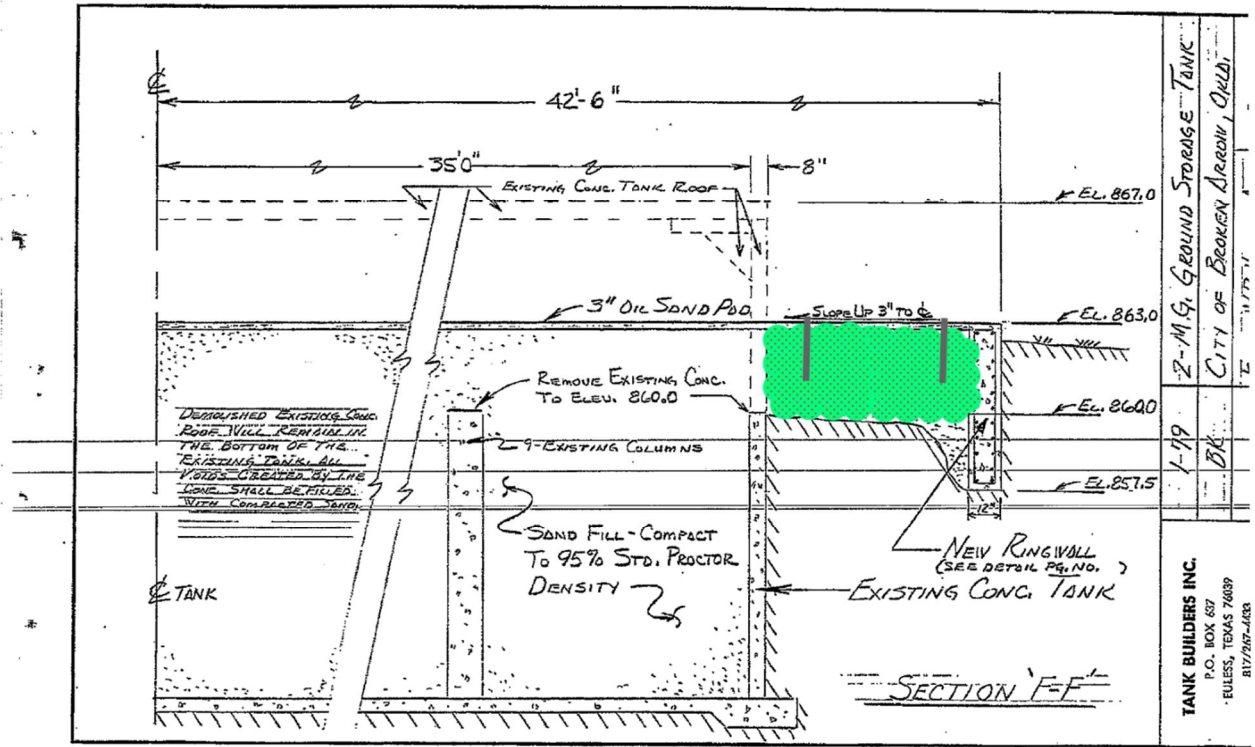 ℄
42'-6"
35'0"
8"
EXISTING CONC. TANK ROOF
EL. 867.0
3" OIL SAND PAD
SLOPE UP 3" TO ℄
EL. 863.0
REMOVE EXISTING CONC.
TO ELEV. 860.0
EL. 860.0
DEMOLISHED EXISTING CONC.
ROOF WILL REMAIN IN
THE BOTTOM OF THE
EXISTING TANK. ALL
VOIDS CREATED BY THE
CONC. SHALL BE FILLED
WITH COMPACTED SAND.
9-EXISTING COLUMNS
EL. 857.5
12"
SAND FILL-COMPACT
TO 95% STD. PROCTOR
DENSITY
NEW RINGWALL
(SEE DETAIL PG. NO. )
EXISTING CONC. TANK
℄ TANK
SECTION 'F-F'
2-M.G. GROUND STORAGE TANK
CITY OF BROKEN ARROW, OKLA.
1-79
BK
TANK BUILDERS INC.
P.O. BOX 637
EULESS, TEXAS 76039